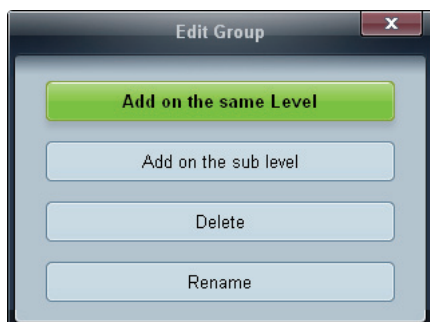 Edit Group
x
Add on the same Level
Add on the sub level
Delete
Rename